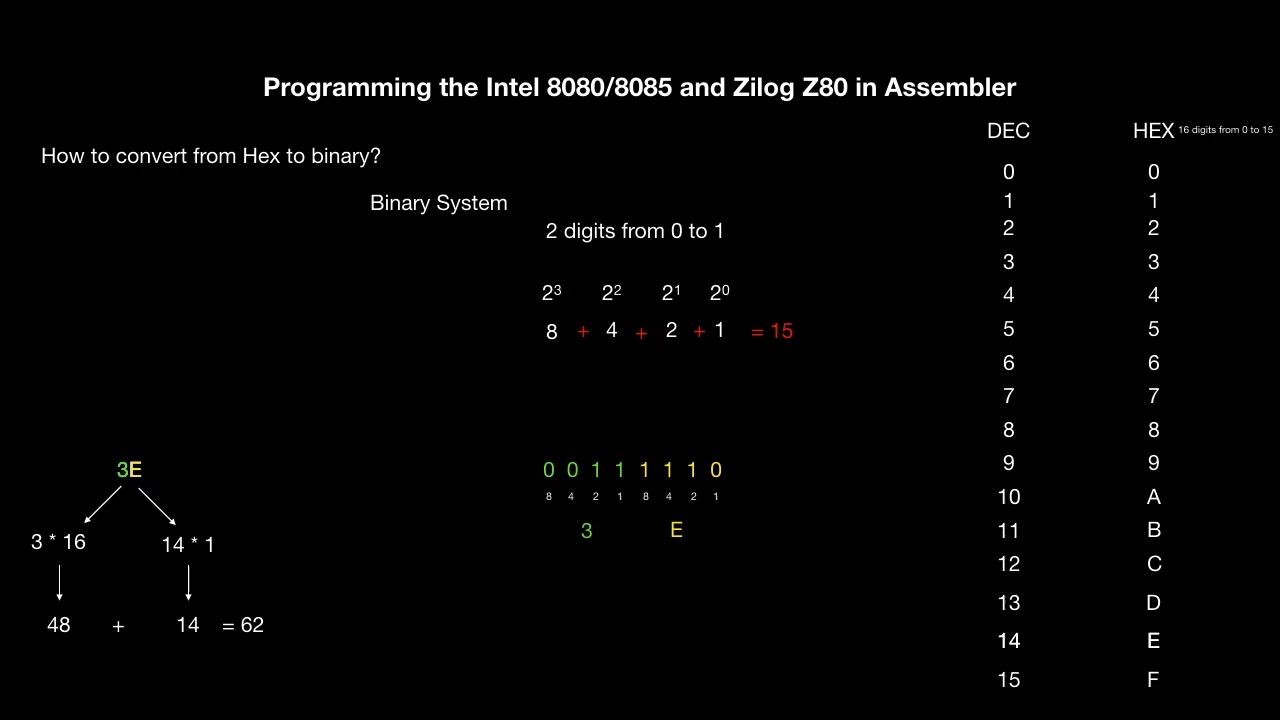 Programming the Intel 8080/8085 and Zilog Z80 in Assembler
DEC HEX 16 digits from 0 to 15
How to convert from Hex to binary?
0 0
Binary System
1 1
2 digits from 0 to 1
2 2
3 3
2³ 2² 2¹ 2⁰
4 4
8 + 4 + 2 + 1 = 15
5 5
6 6
7 7
8 8
9 9
3E
0 0 1 1 1 1 1 0
8 4 2 1 8 4 2 1
10 A
3 E
11 B
3 * 16 14 * 1
12 C
13 D
48 + 14 = 62
14 E
15 F